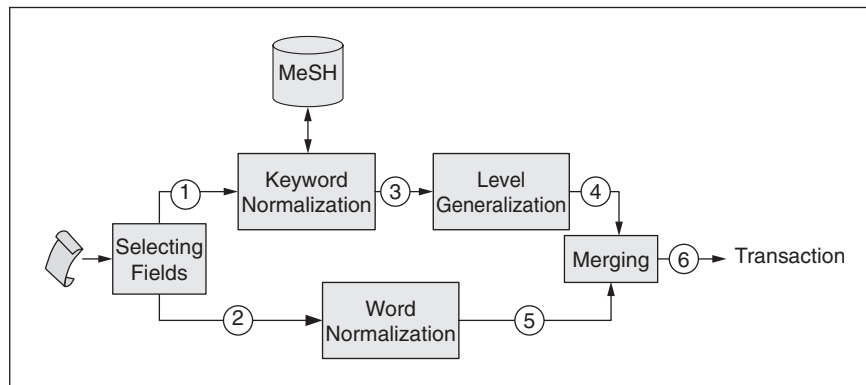 MeSH
1
Keyword
Normalization
3
Level
Generalization
4
Selecting
Fields
Merging
6
Transaction
2
Word
Normalization
5